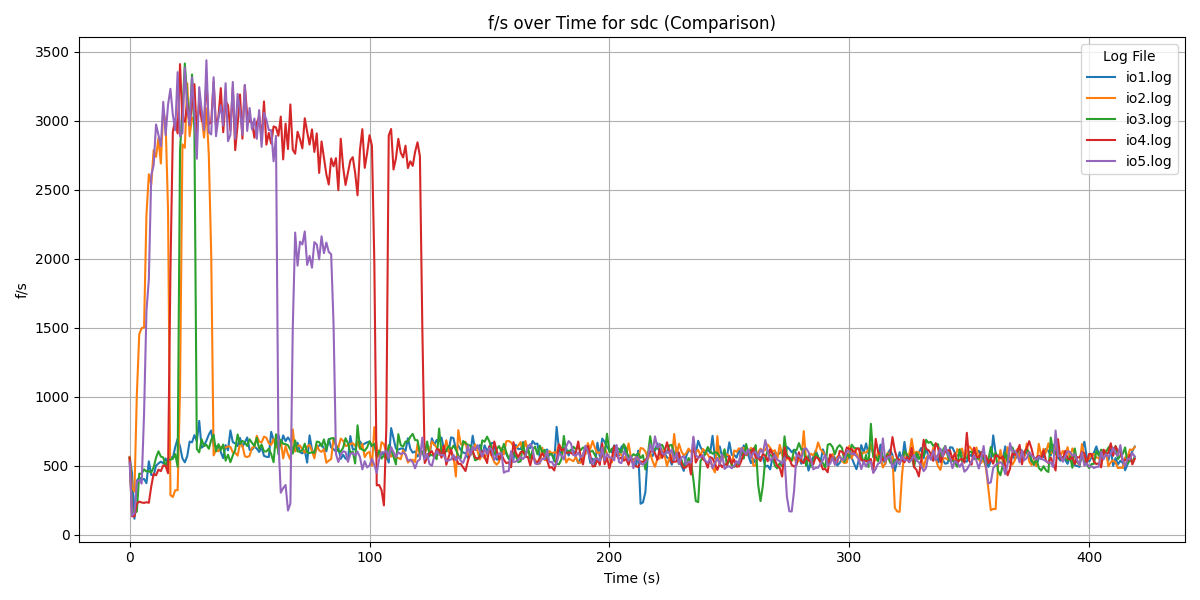 f/s over Time for sdc (Comparison)
3500
3000
2500
2000
1500
1000
500
0
f/s
0 100 200 300 400
Time (s)
Log File
io1.log
io2.log
io3.log
io4.log
io5.log